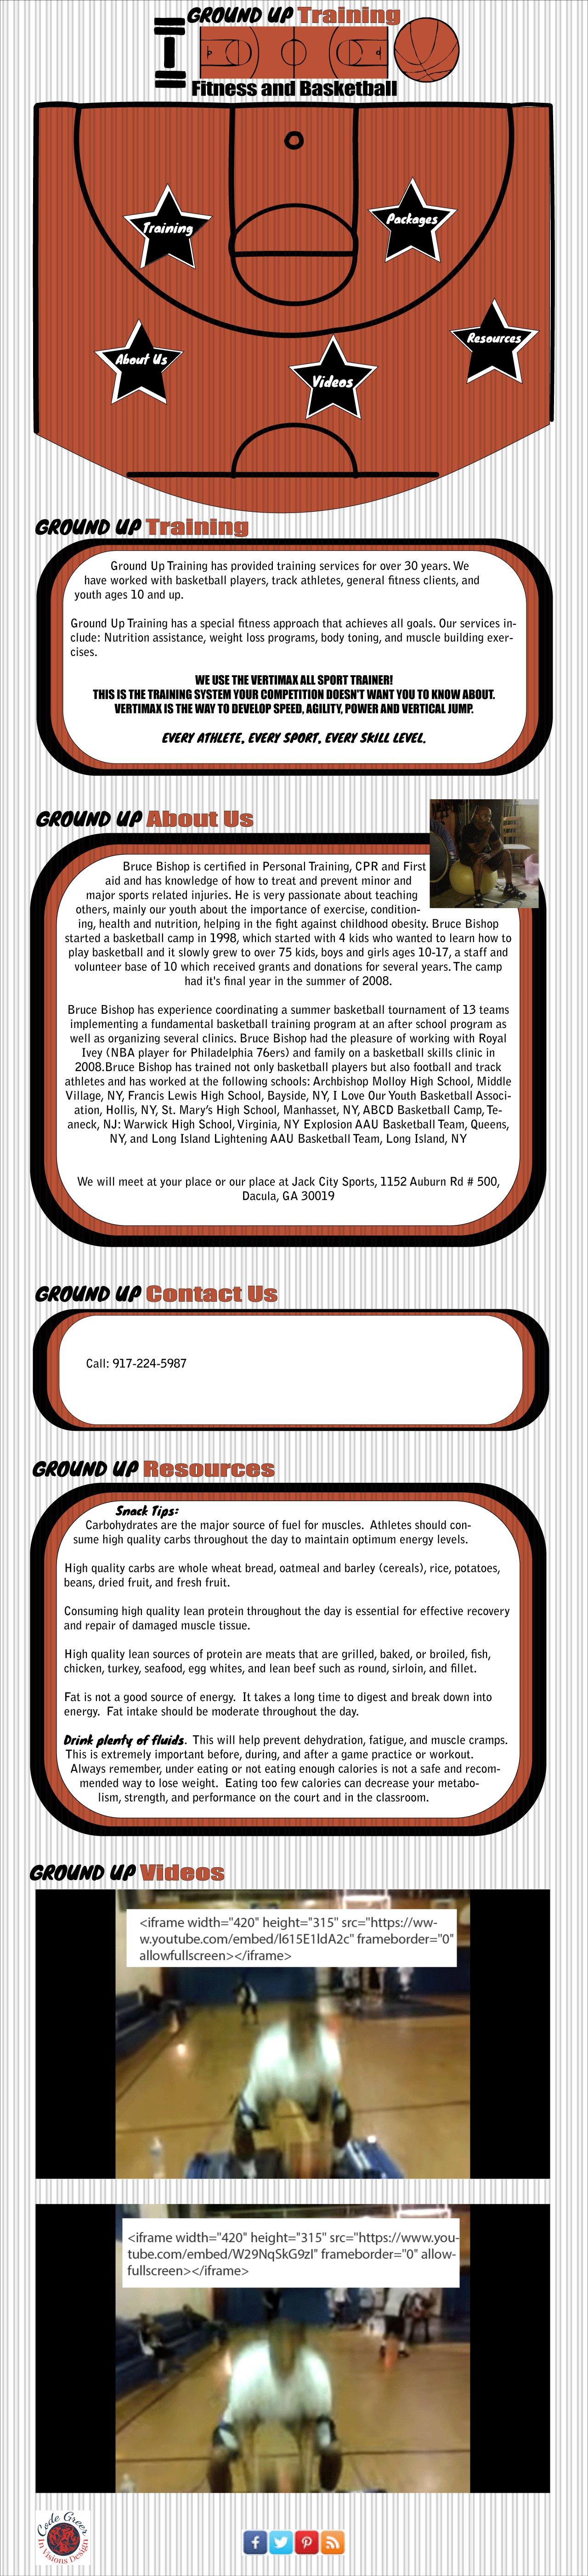 GROUND UP Training
Fitness and Basketball
Training
Packages
About Us
Videos
Resources
GROUND UP Training
Ground Up Training has provided training services for over 30 years. We
have worked with basketball players, track athletes, general fitness clients, and
youth ages 10 and up.
Ground Up Training has a special fitness approach that achieves all goals. Our services in-
clude: Nutrition assistance, weight loss programs, body toning, and muscle building exer-
cises.
WE USE THE VERTIMAX ALL SPORT TRAINER!
THIS IS THE TRAINING SYSTEM YOUR COMPETITION DOESN'T WANT YOU TO KNOW ABOUT.
VERTIMAX IS THE WAY TO DEVELOP SPEED, AGILITY, POWER AND VERTICAL JUMP.
EVERY ATHLETE, EVERY SPORT, EVERY SKILL LEVEL.
GROUND UP About Us
Bruce Bishop is certified in Personal Training, CPR and First
aid and has knowledge of how to treat and prevent minor and
major sports related injuries. He is very passionate about teaching
others, mainly our youth about the importance of exercise, condition-
ing, health and nutrition, helping in the fight against childhood obesity. Bruce Bishop
started a basketball camp in 1998, which started with 4 kids who wanted to learn how to
play basketball and it slowly grew to over 75 kids, boys and girls ages 10-17, a staff and
volunteer base of 10 which received grants and donations for several years. The camp
had it's final year in the summer of 2008.
Bruce Bishop has experience coordinating a summer basketball tournament of 13 teams
implementing a fundamental basketball training program at an after school program as
well as organizing several clinics. Bruce Bishop had the pleasure of working with Royal
Ivey (NBA player for Philadelphia 76ers) and family on a basketball skills clinic in
2008.Bruce Bishop has trained not only basketball players but also football and track
athletes and has worked at the following schools: Archbishop Molloy High School, Middle
Village, NY, Francis Lewis High School, Bayside, NY, I Love Our Youth Basketball Associ-
ation, Hollis, NY, St. Mary's High School, Manhasset, NY, ABCD Basketball Camp, Te-
aneck, NJ: Warwick High School, Virginia, NY Explosion AAU Basketball Team, Queens,
NY, and Long Island Lightening AAU Basketball Team, Long Island, NY
We will meet at your place or our place at Jack City Sports, 1152 Auburn Rd # 500,
Dacula, GA 30019
GROUND UP Contact Us
Call: 917-224-5987
GROUND UP Resources
Snack Tips:
Carbohydrates are the major source of fuel for muscles. Athletes should con-
sume high quality carbs throughout the day to maintain optimum energy levels.
High quality carbs are whole wheat bread, oatmeal and barley (cereals), rice, potatoes,
beans, dried fruit, and fresh fruit.
Consuming high quality lean protein throughout the day is essential for effective recovery
and repair of damaged muscle tissue.
High quality lean sources of protein are meats that are grilled, baked, or broiled, fish,
chicken, turkey, seafood, egg whites, and lean beef such as round, sirloin, and fillet.
Fat is not a good source of energy. It takes a long time to digest and break down into
energy. Fat intake should be moderate throughout the day.
Drink plenty of fluids. This will help prevent dehydration, fatigue, and muscle cramps.
This is extremely important before, during, and after a game practice or workout.
Always remember, under eating or not eating enough calories is not a safe and recom-
mended way to lose weight. Eating too few calories can decrease your metabo-
lism, strength, and performance on the court and in the classroom.
GROUND UP Videos
<iframe width="420" height="315" src="https://ww-
w.youtube.com/embed/l615E1ldA2c" frameborder="0"
allowfullscreen></iframe>
<iframe width="420" height="315" src="https://www.you-
tube.com/embed/W29NqSkG9zI" frameborder="0" allow-
fullscreen></iframe>
Code Greer
In Visions Design